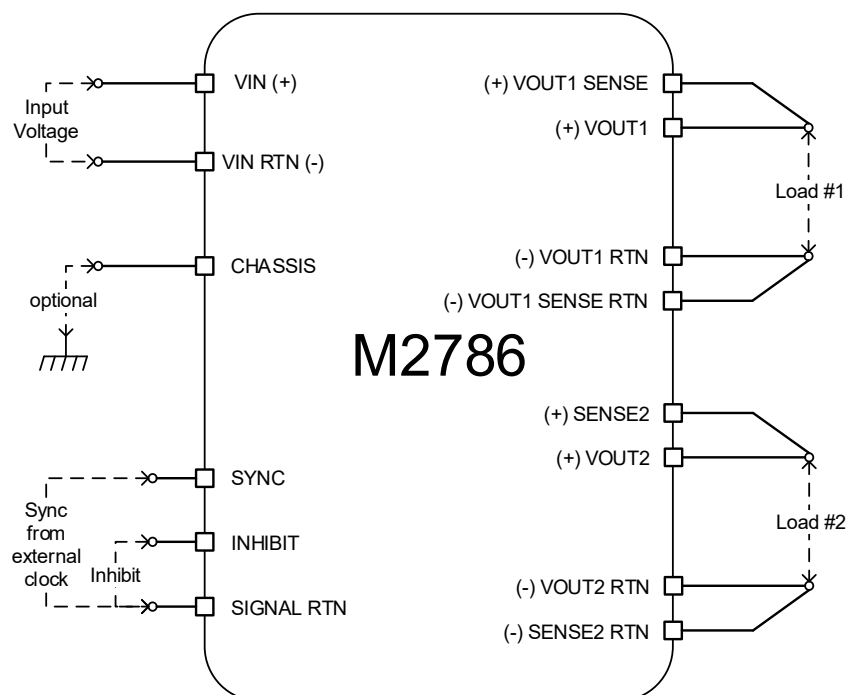 VIN (+)
Input
Voltage
VIN RTN (-)
CHASSIS
optional
M2786
SYNC
Sync
from
external
clock
INHIBIT
Inhibit
SIGNAL RTN
(+) VOUT1 SENSE
(+) VOUT1
Load #1
(-) VOUT1 RTN
(-) VOUT1 SENSE RTN
(+) SENSE2
(+) VOUT2
Load #2
(-) VOUT2 RTN
(-) SENSE2 RTN